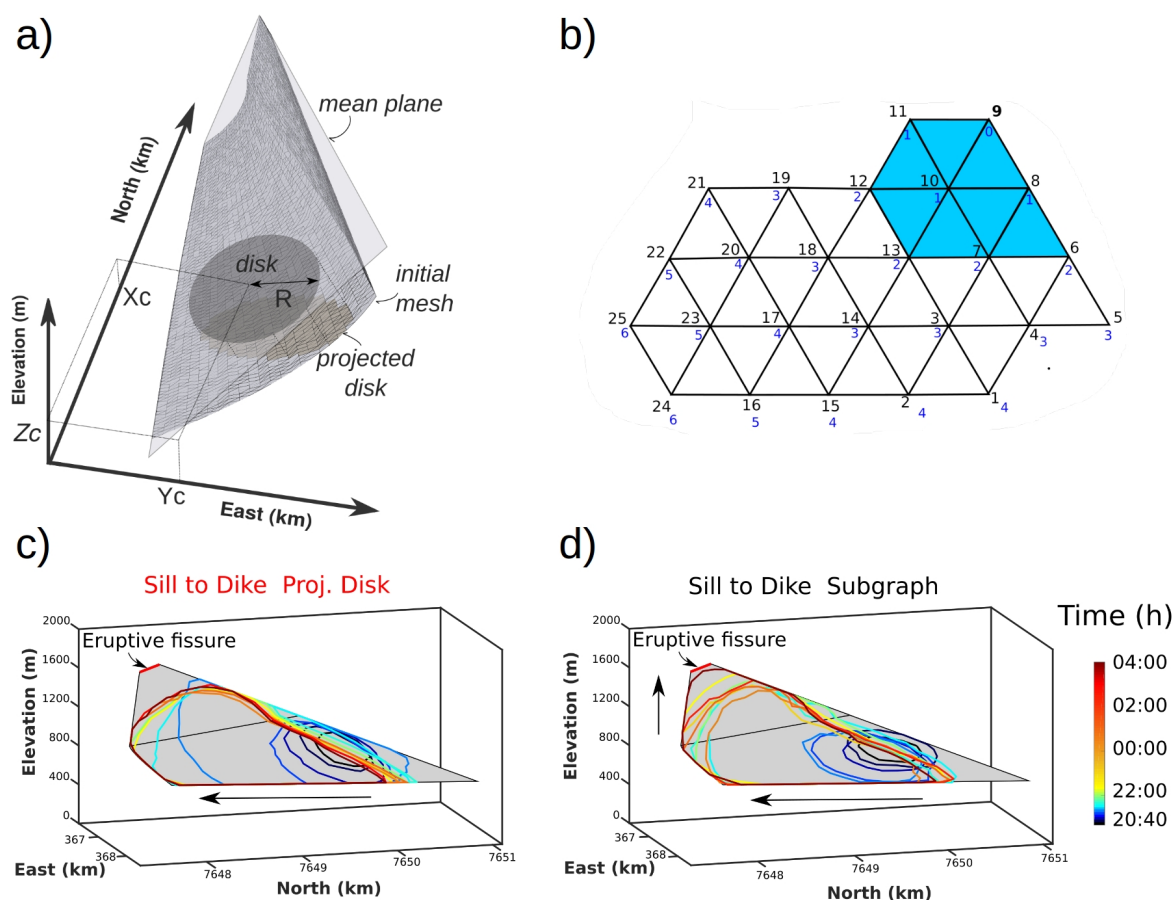 a)
mean plane
North (km)
disk
initial
mesh
R
Xc
projected
disk
Elevation (m)
Zc
Yc
East (km)
b)
11 9
1 0
21 19 12 10 8
4 3 2 1 1
22 20 18 13 7 6
5 4 3 2 2 2
25 23 17 14 3 4 5
6 5 4 3 3 3 3
24 16 15 2 1
6 5 4 4 4
c)
Sill to Dike Proj. Disk
Eruptive fissure
Elevation (m)
2000
1600
1200
800
400
0
367
368
East (km)
7648
7649
7650
7651
North (km)
d)
Sill to Dike Subgraph
Eruptive fissure
Elevation (m)
2000
1600
1200
800
400
0
367
368
East (km)
7648
7649
7650
7651
North (km)
Time (h)
04:00
02:00
00:00
22:00
20:40